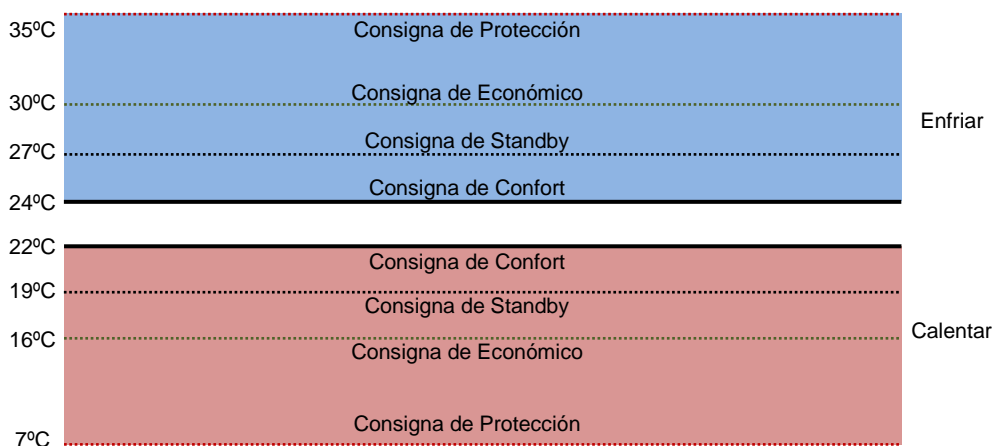 35ºC
Consigna de Protección
30ºC
Consigna de Económico
Enfriar
27ºC
Consigna de Standby
24ºC
Consigna de Confort
22ºC
Consigna de Confort
19ºC
Consigna de Standby
Calentar
16ºC
Consigna de Económico
7ºC
Consigna de Protección